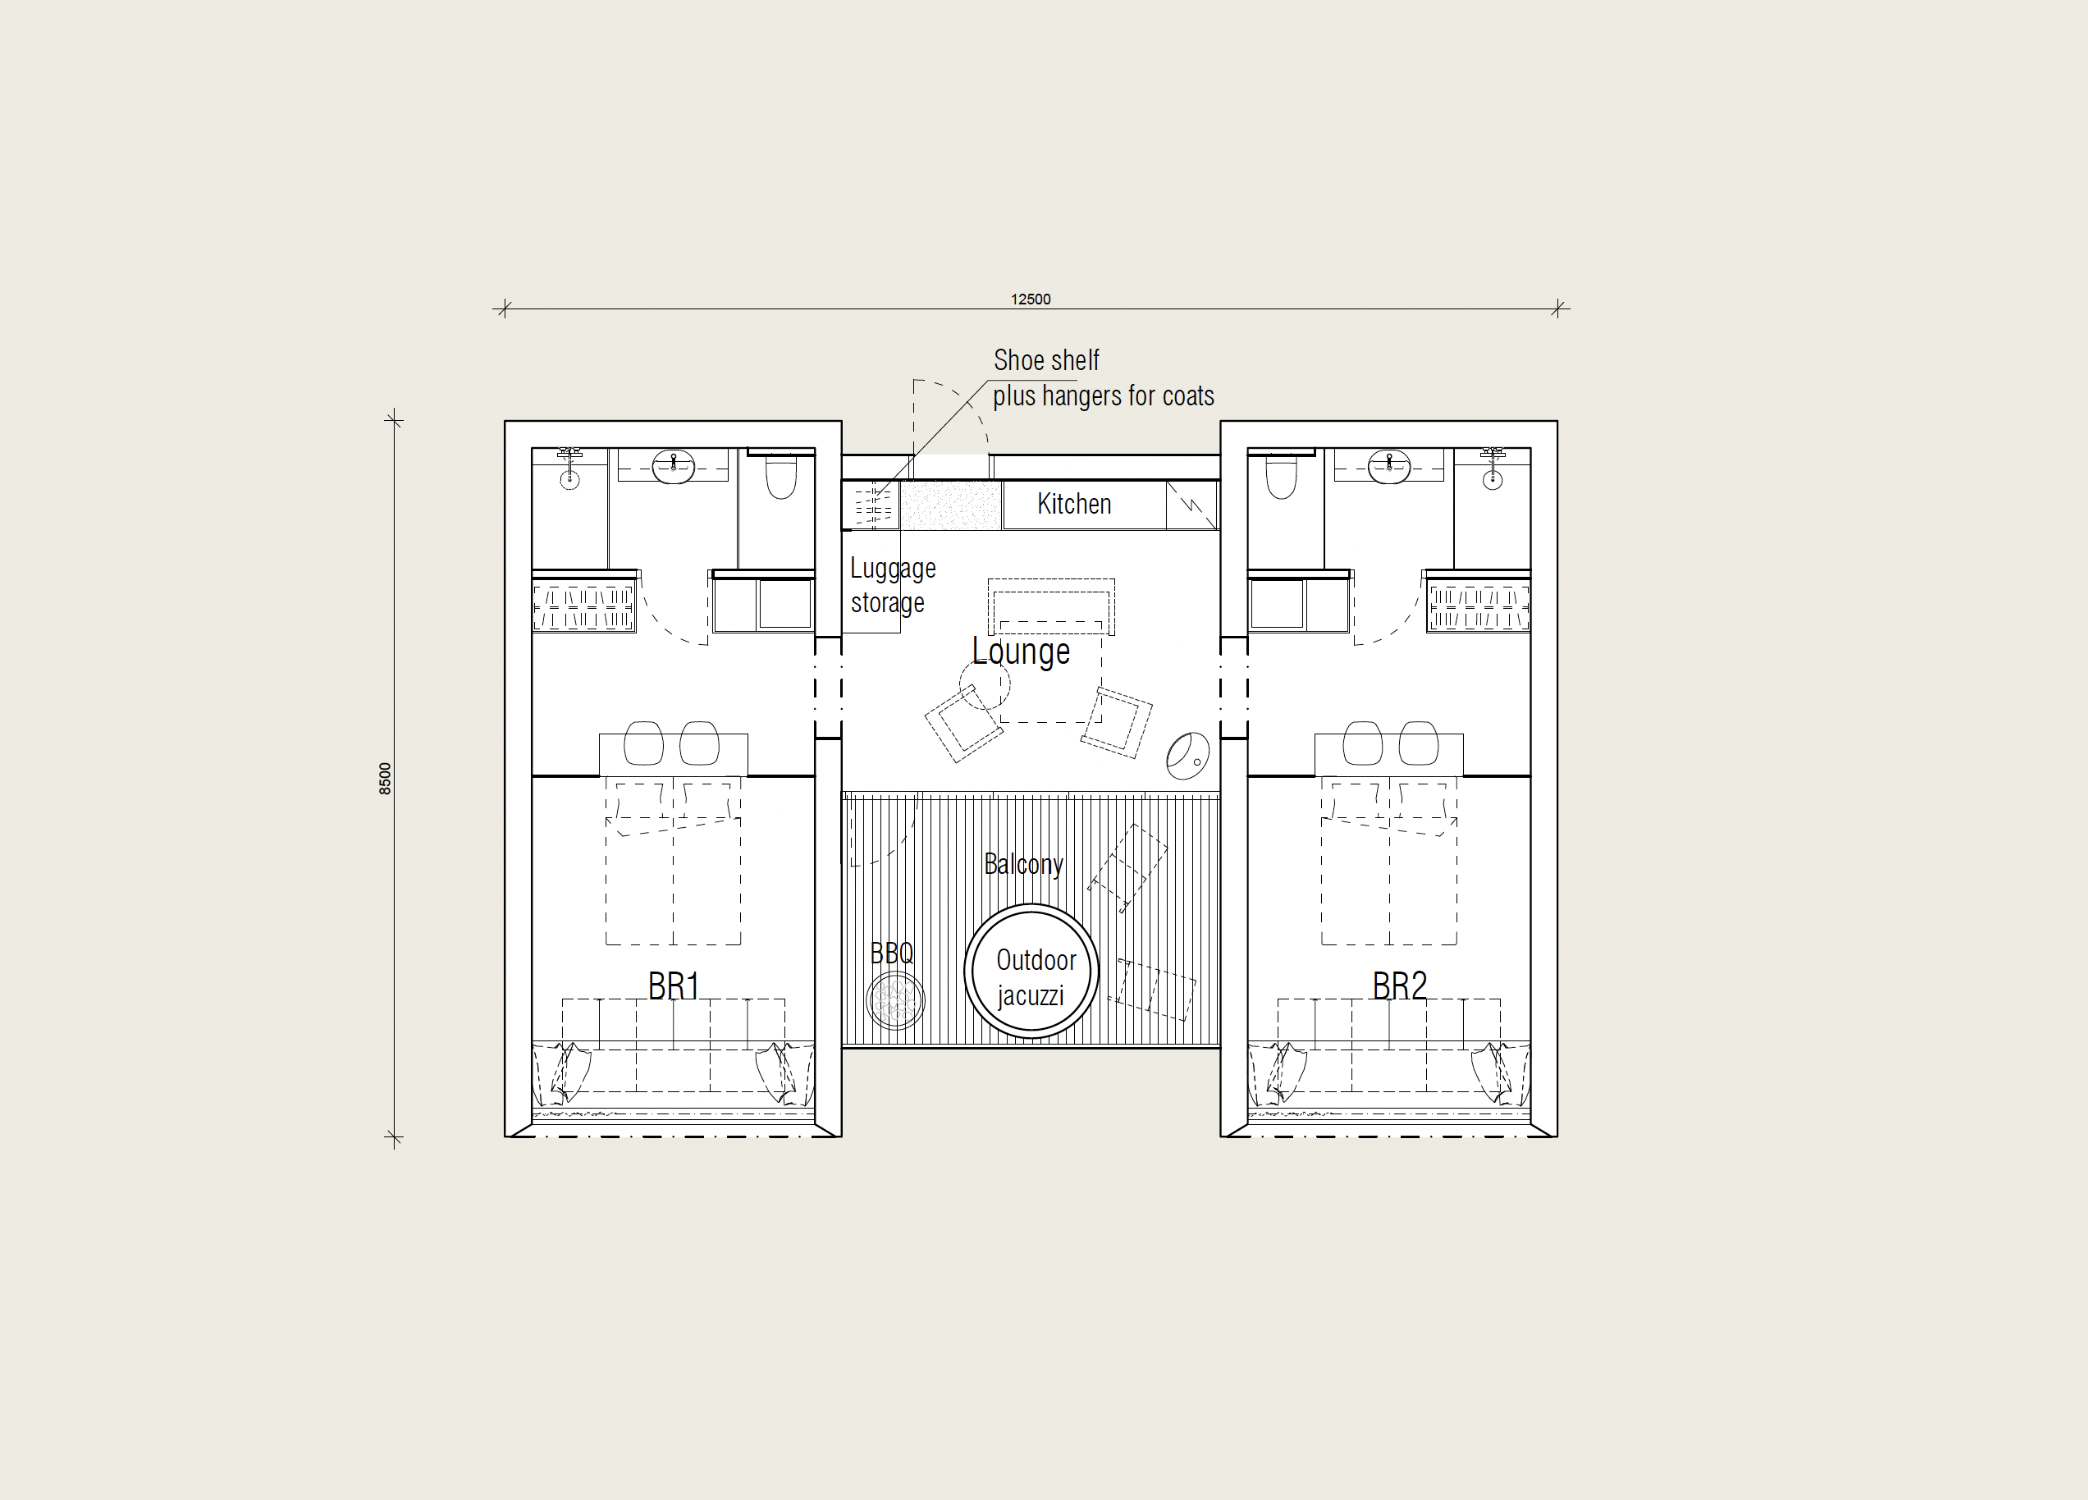 12500
Shoe shelf
plus hangers for coats
Kitchen
Luggage
storage
Lounge
8500
Balcony
BBQ
Outdoor
jacuzzi
BR1
BR2